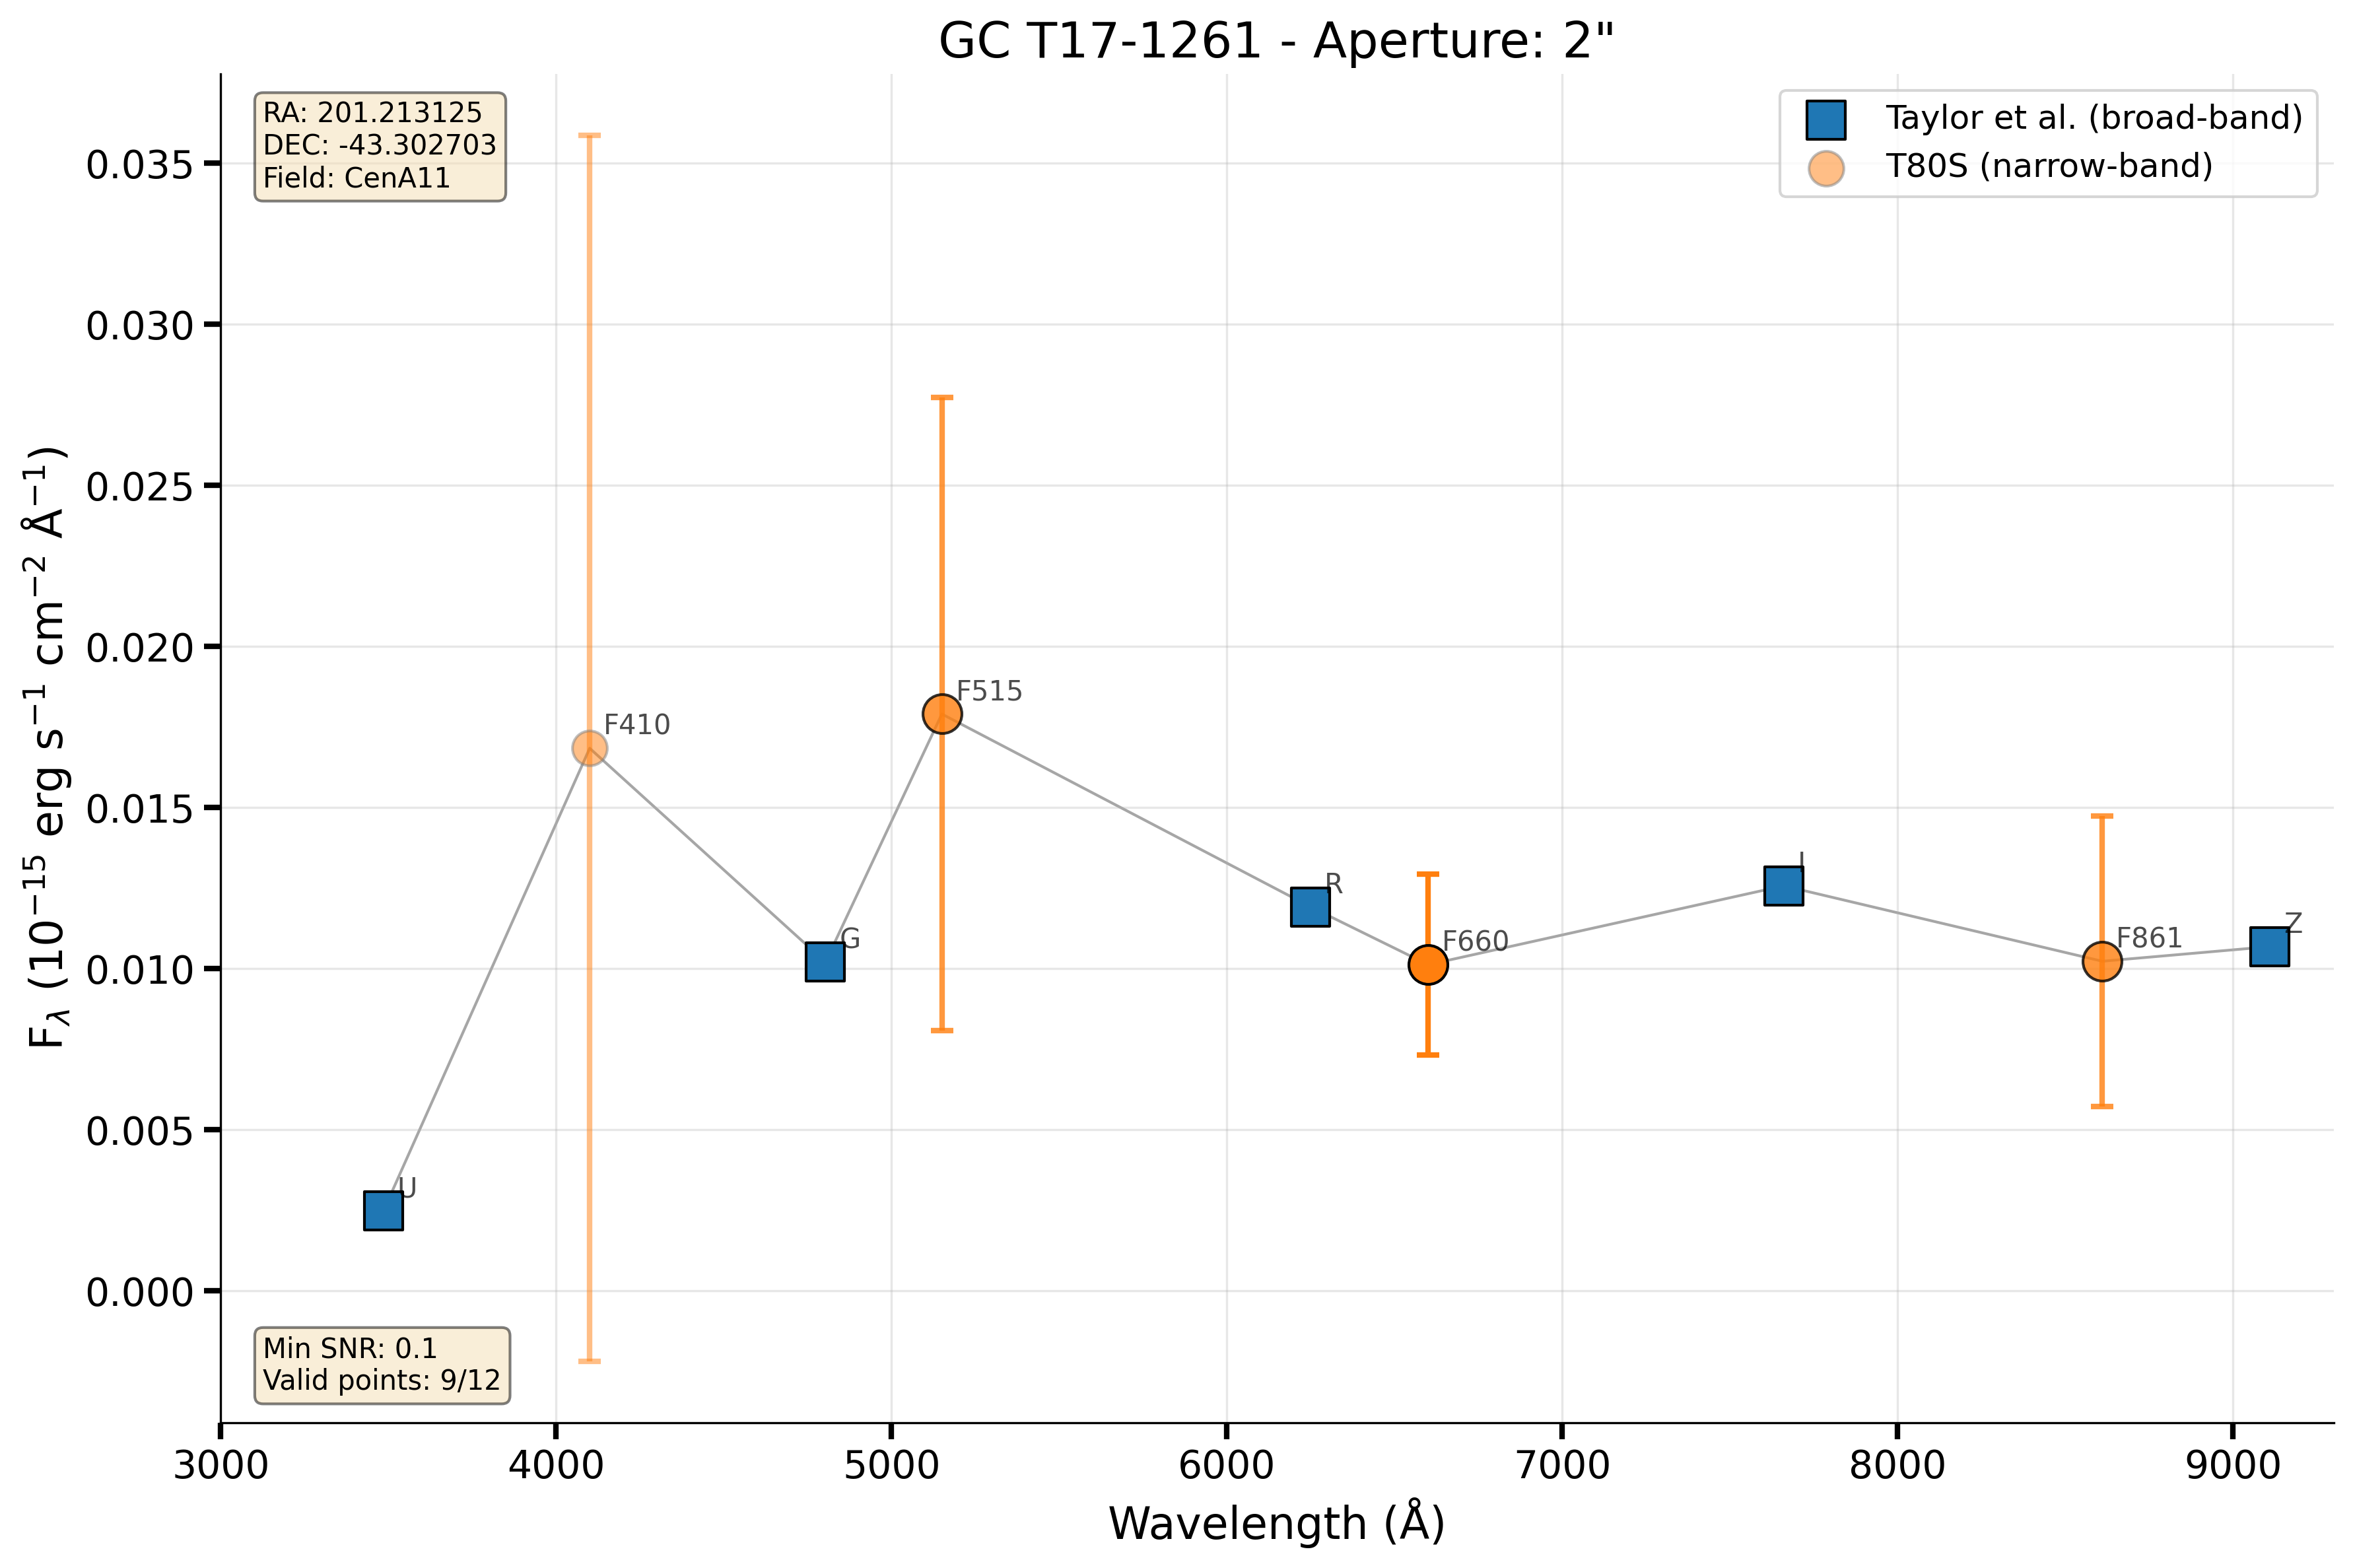 GC T17-1261 - Aperture: 2"
RA: 201.213125
DEC: -43.302703
Field: CenA11
Taylor et al. (broad-band)
T80S (narrow-band)
0.035
0.030
0.025
0.020
0.015
0.010
0.005
0.000
F_λ (10⁻¹⁵ erg s⁻¹ cm⁻² Å⁻¹)
U
F410
G
F515
R
F660
I
F861
Z
Min SNR: 0.1
Valid points: 9/12
3000 4000 5000 6000 7000 8000 9000
Wavelength (Å)